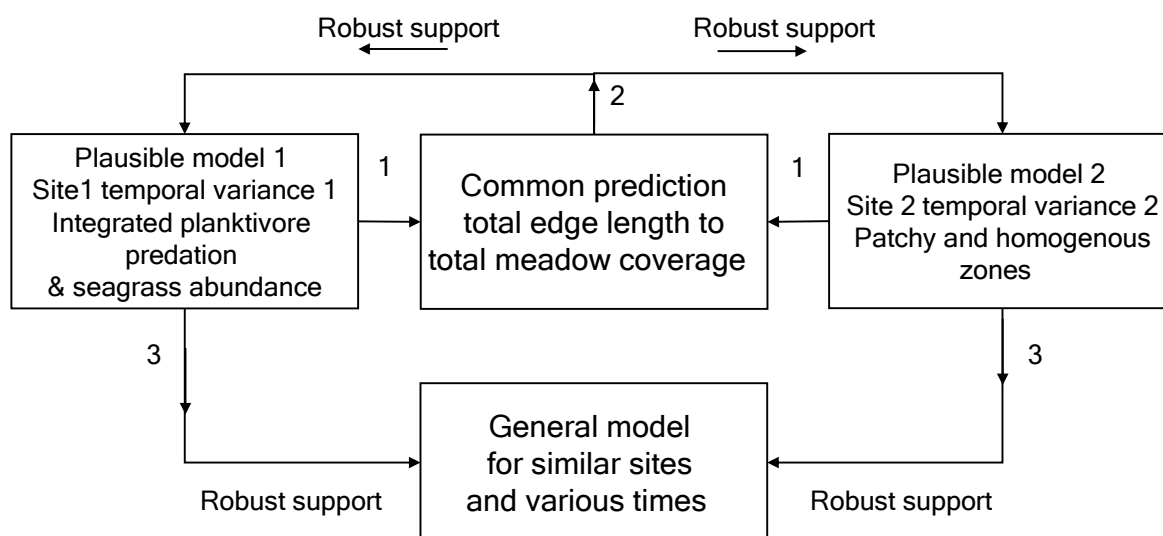 Robust support
Robust support
2
Plausible model 1
Site1 temporal variance 1
Integrated planktivore
predation
& seagrass abundance
1
Common prediction
total edge length to
total meadow coverage
1
Plausible model 2
Site 2 temporal variance 2
Patchy and homogenous
zones
3
3
General model
for similar sites
and various times
Robust support
Robust support